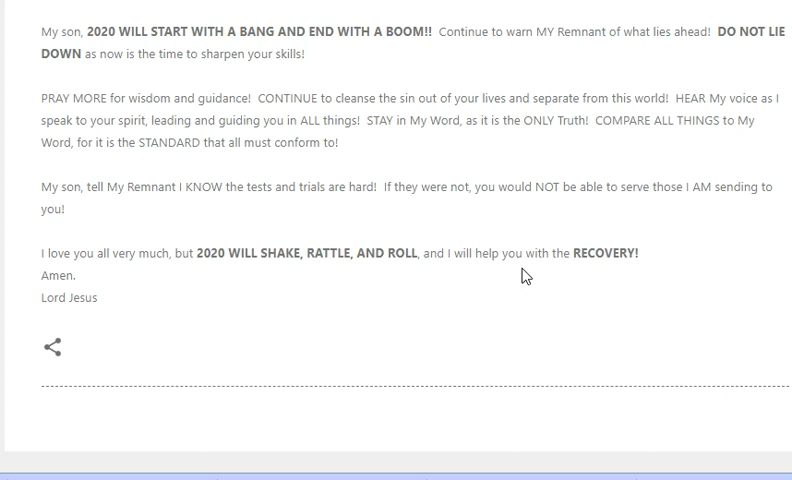 My son, 2020 WILL START WITH A BANG AND END WITH A BOOM!!  Continue to warn MY Remnant of what lies ahead!  DO NOT LIE
DOWN as now is the time to sharpen your skills!
PRAY MORE for wisdom and guidance!  CONTINUE to cleanse the sin out of your lives and separate from this world!  HEAR My voice as I
speak to your spirit, leading and guiding you in ALL things!  STAY in My Word, as it is the ONLY Truth!  COMPARE ALL THINGS to My
Word, for it is the STANDARD that all must conform to!
My son, tell My Remnant I KNOW the tests and trials are hard!  If they were not, you would NOT be able to serve those I AM sending to
you!
I love you all very much, but 2020 WILL SHAKE, RATTLE, AND ROLL, and I will help you with the RECOVERY!
Amen.
Lord Jesus